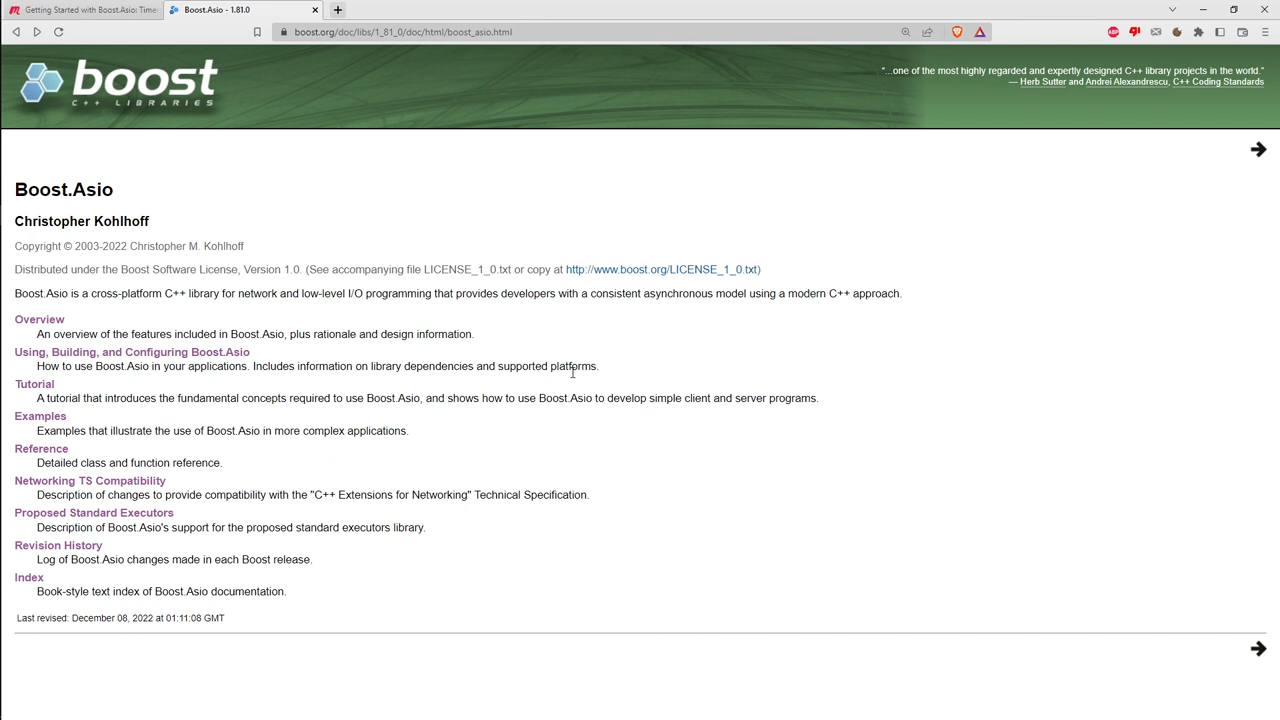 Getting Started with Boost.Asio: Time
Boost.Asio - 1.81.0
boost.org/doc/libs/1_81_0/doc/html/boost_asio.html
boost
C++ LIBRARIES
"...one of the most highly regarded and expertly designed C++ library projects in the world."
— Herb Sutter and Andrei Alexandrescu, C++ Coding Standards
Boost.Asio
Christopher Kohlhoff
Copyright © 2003-2022 Christopher M. Kohlhoff
Distributed under the Boost Software License, Version 1.0. (See accompanying file LICENSE_1_0.txt or copy at http://www.boost.org/LICENSE_1_0.txt)
Boost.Asio is a cross-platform C++ library for network and low-level I/O programming that provides developers with a consistent asynchronous model using a modern C++ approach.
Overview
An overview of the features included in Boost.Asio, plus rationale and design information.
Using, Building, and Configuring Boost.Asio
How to use Boost.Asio in your applications. Includes information on library dependencies and supported platforms.
Tutorial
A tutorial that introduces the fundamental concepts required to use Boost.Asio, and shows how to use Boost.Asio to develop simple client and server programs.
Examples
Examples that illustrate the use of Boost.Asio in more complex applications.
Reference
Detailed class and function reference.
Networking TS Compatibility
Description of changes to provide compatibility with the "C++ Extensions for Networking" Technical Specification.
Proposed Standard Executors
Description of Boost.Asio's support for the proposed standard executors library.
Revision History
Log of Boost.Asio changes made in each Boost release.
Index
Book-style text index of Boost.Asio documentation.
Last revised: December 08, 2022 at 01:11:08 GMT